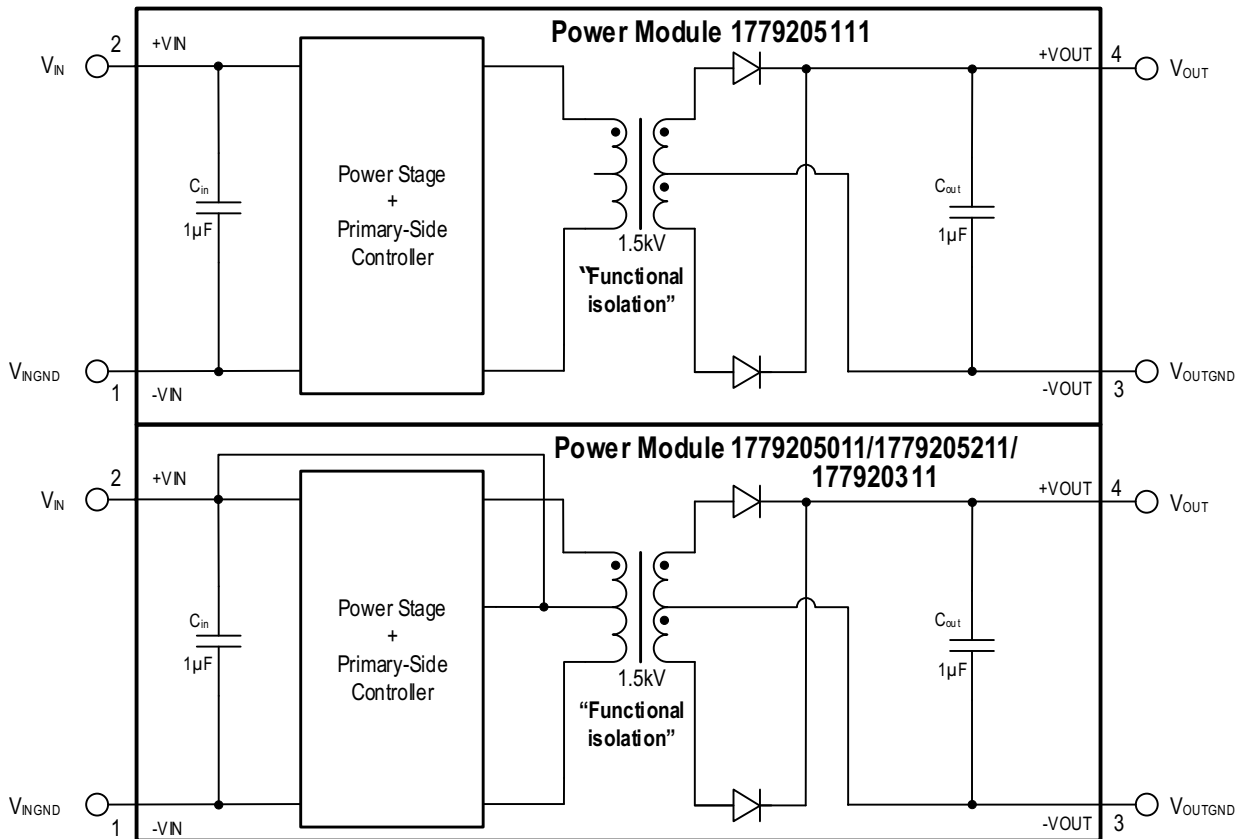 Power Module 1779205111
2
+VIN
VIN
+VOUT
4
VOUT
Cin
1µF
Power Stage
+
Primary-Side
Controller
1.5kV
“Functional
isolation”
Cout
1µF
VINGND
1
-VIN
-VOUT
3
VOUTGND
Power Module 1779205011/1779205211/
177920311
2
+VIN
VIN
+VOUT
4
VOUT
Cin
1µF
Power Stage
+
Primary-Side
Controller
1.5kV
“Functional
isolation”
Cout
1µF
VINGND
1
-VIN
-VOUT
3
VOUTGND